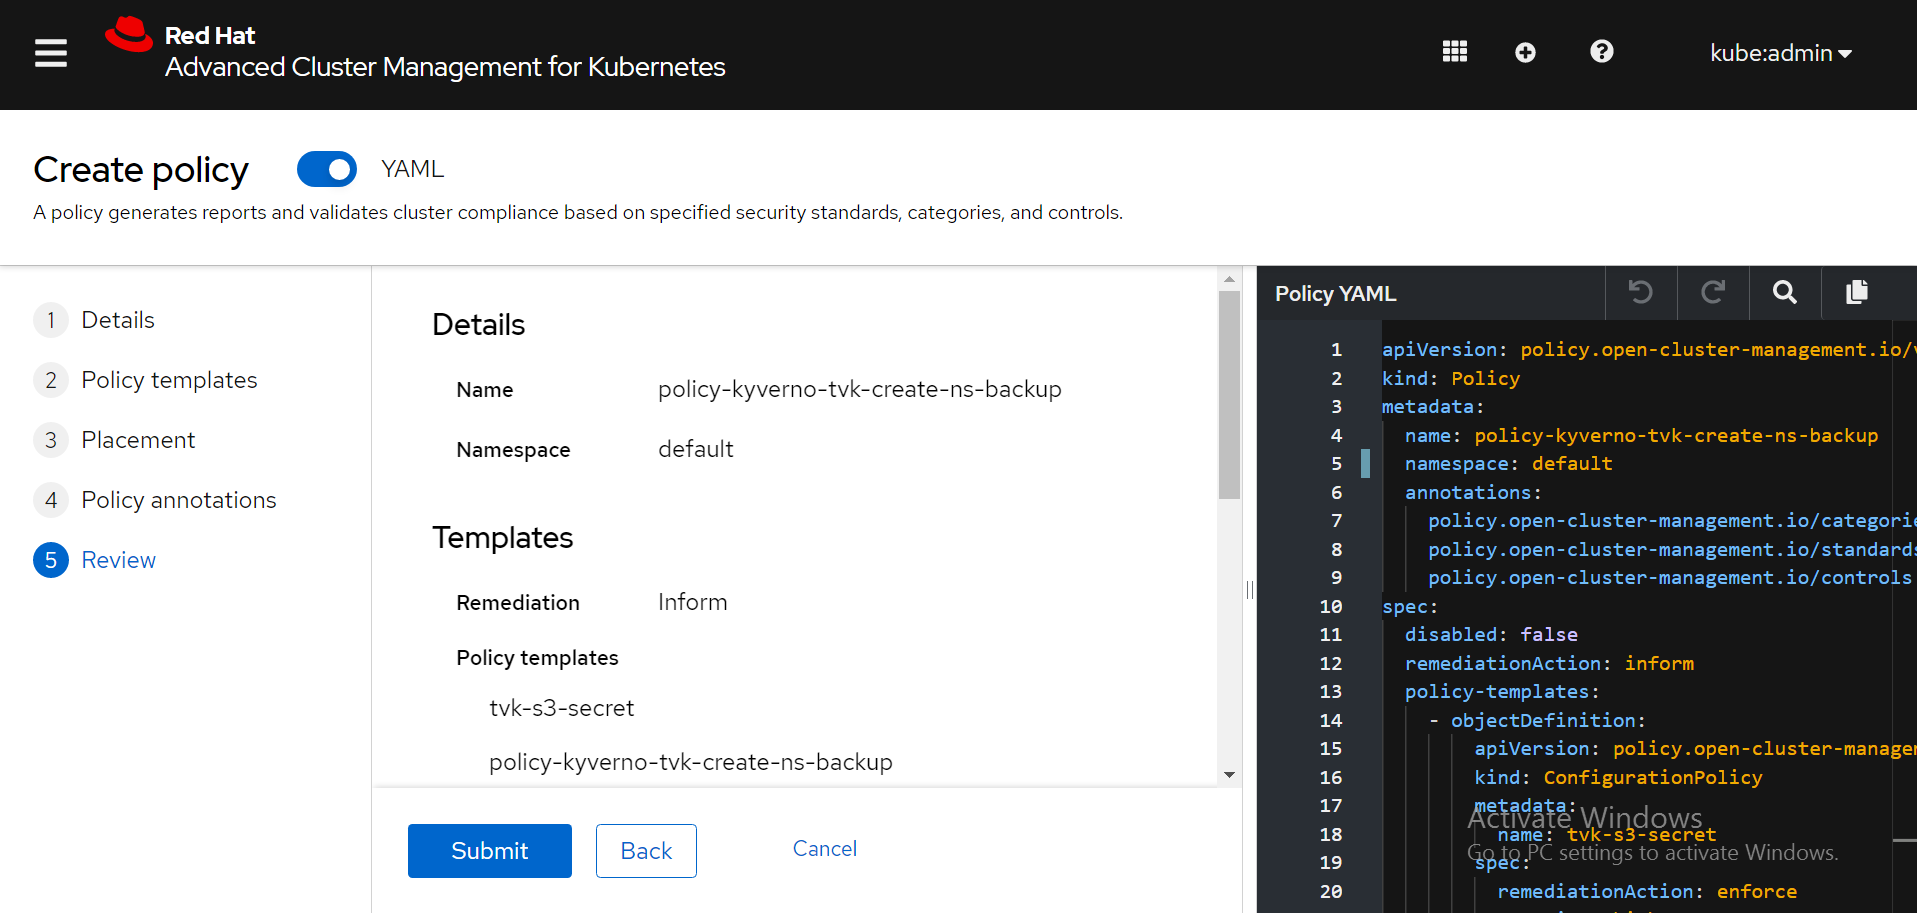 Red Hat
Advanced Cluster Management for Kubernetes
kube:admin
Create policy
YAML
A policy generates reports and validates cluster compliance based on specified security standards, categories, and controls.
1 Details
2 Policy templates
3 Placement
4 Policy annotations
5 Review
Details
Name policy-kyverno-tvk-create-ns-backup
Namespace default
Templates
Remediation Inform
Policy templates
tvk-s3-secret
policy-kyverno-tvk-create-ns-backup
Submit
Back
Cancel
Policy YAML
1 apiVersion: policy.open-cluster-management.io/
2 kind: Policy
3 metadata:
4 name: policy-kyverno-tvk-create-ns-backup
5 namespace: default
6 annotations:
7 policy.open-cluster-management.io/categorie
8 policy.open-cluster-management.io/standards
9 policy.open-cluster-management.io/controls
10 spec:
11 disabled: false
12 remediationAction: inform
13 policy-templates:
14 - objectDefinition:
15 apiVersion: policy.open-cluster-manager
16 kind: ConfigurationPolicy
17 metadata:
18 name: tvk-s3-secret
19 spec:
20 remediationAction: enforce
Activate Windows
Go to PC settings to activate Windows.